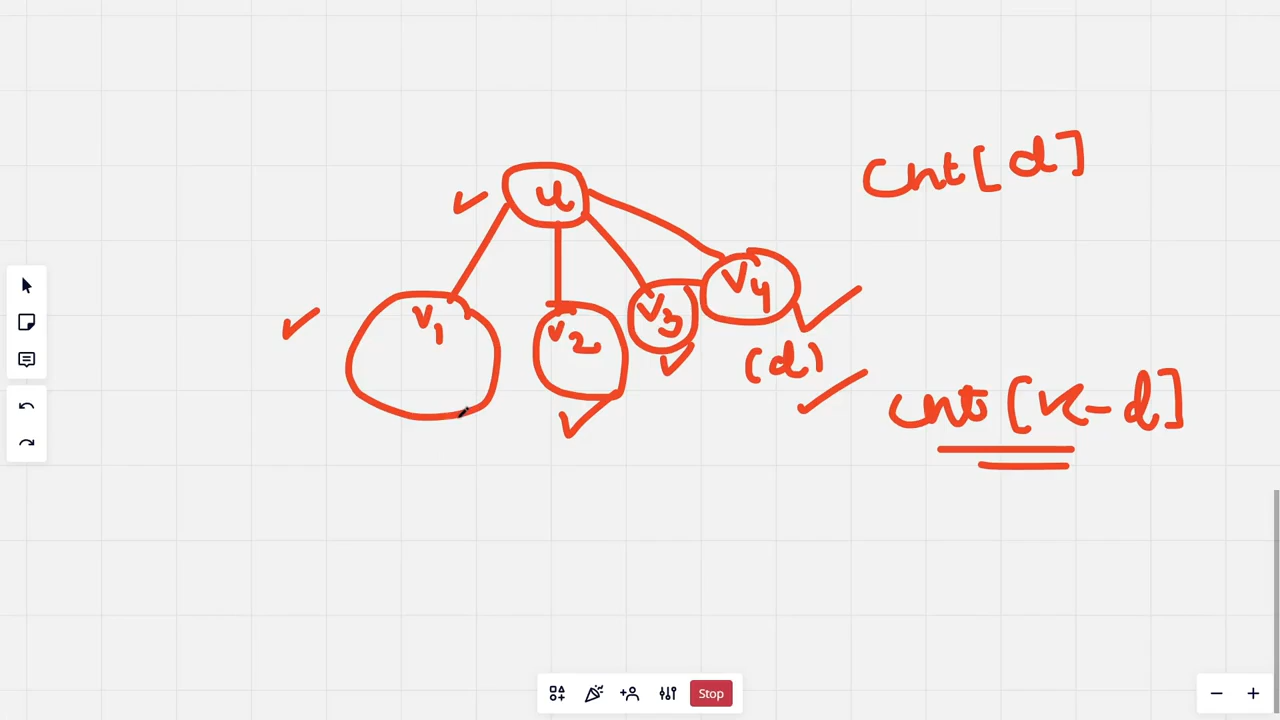 cnt[d]
u
v4
v3
v1
v2
(d)
cnt[k-d]
Stop